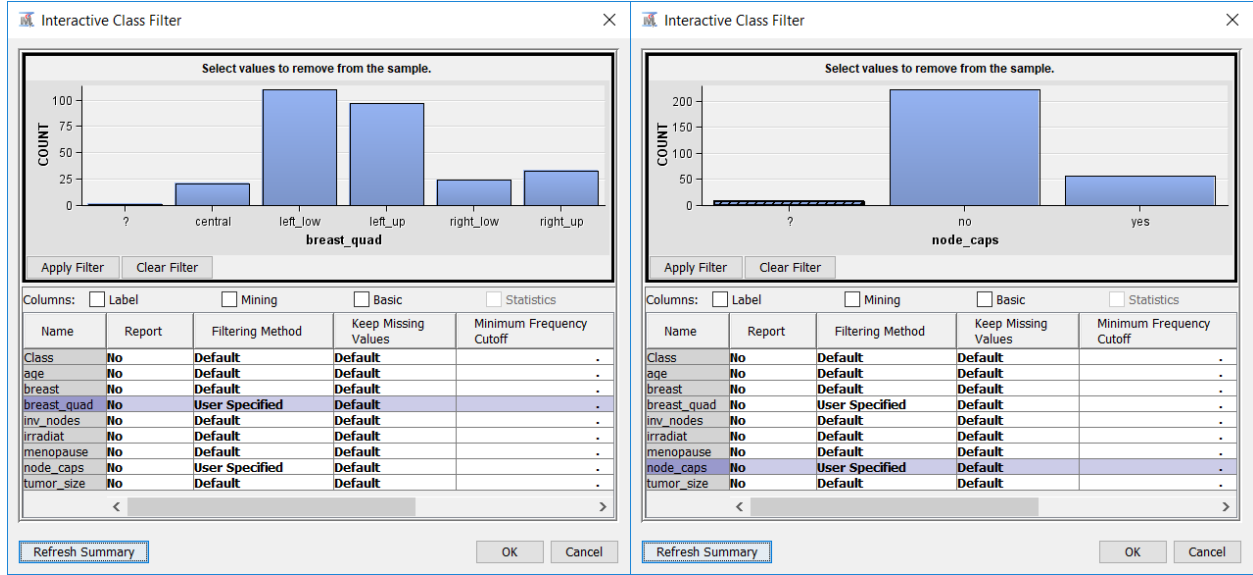 Interactive Class Filter
Select values to remove from the sample.
100
75
50
25
0
COUNT
? central left_low left_up right_low right_up
breast_quad
Apply Filter Clear Filter
Columns: Label Mining Basic Statistics
Name Report Filtering Method Keep Missing Values Minimum Frequency Cutoff
Class No Default Default .
age No Default Default .
breast No Default Default .
breast_quad No User Specified Default .
inv_nodes No Default Default .
irradiat No Default Default .
menopause No Default Default .
node_caps No User Specified Default .
tumor_size No Default Default .
Refresh Summary OK Cancel
Interactive Class Filter
Select values to remove from the sample.
200
150
100
50
0
COUNT
? no yes
node_caps
Apply Filter Clear Filter
Columns: Label Mining Basic Statistics
Name Report Filtering Method Keep Missing Values Minimum Frequency Cutoff
Class No Default Default .
age No Default Default .
breast No Default Default .
breast_quad No User Specified Default .
inv_nodes No Default Default .
irradiat No Default Default .
menopause No Default Default .
node_caps No User Specified Default .
tumor_size No Default Default .
Refresh Summary OK Cancel